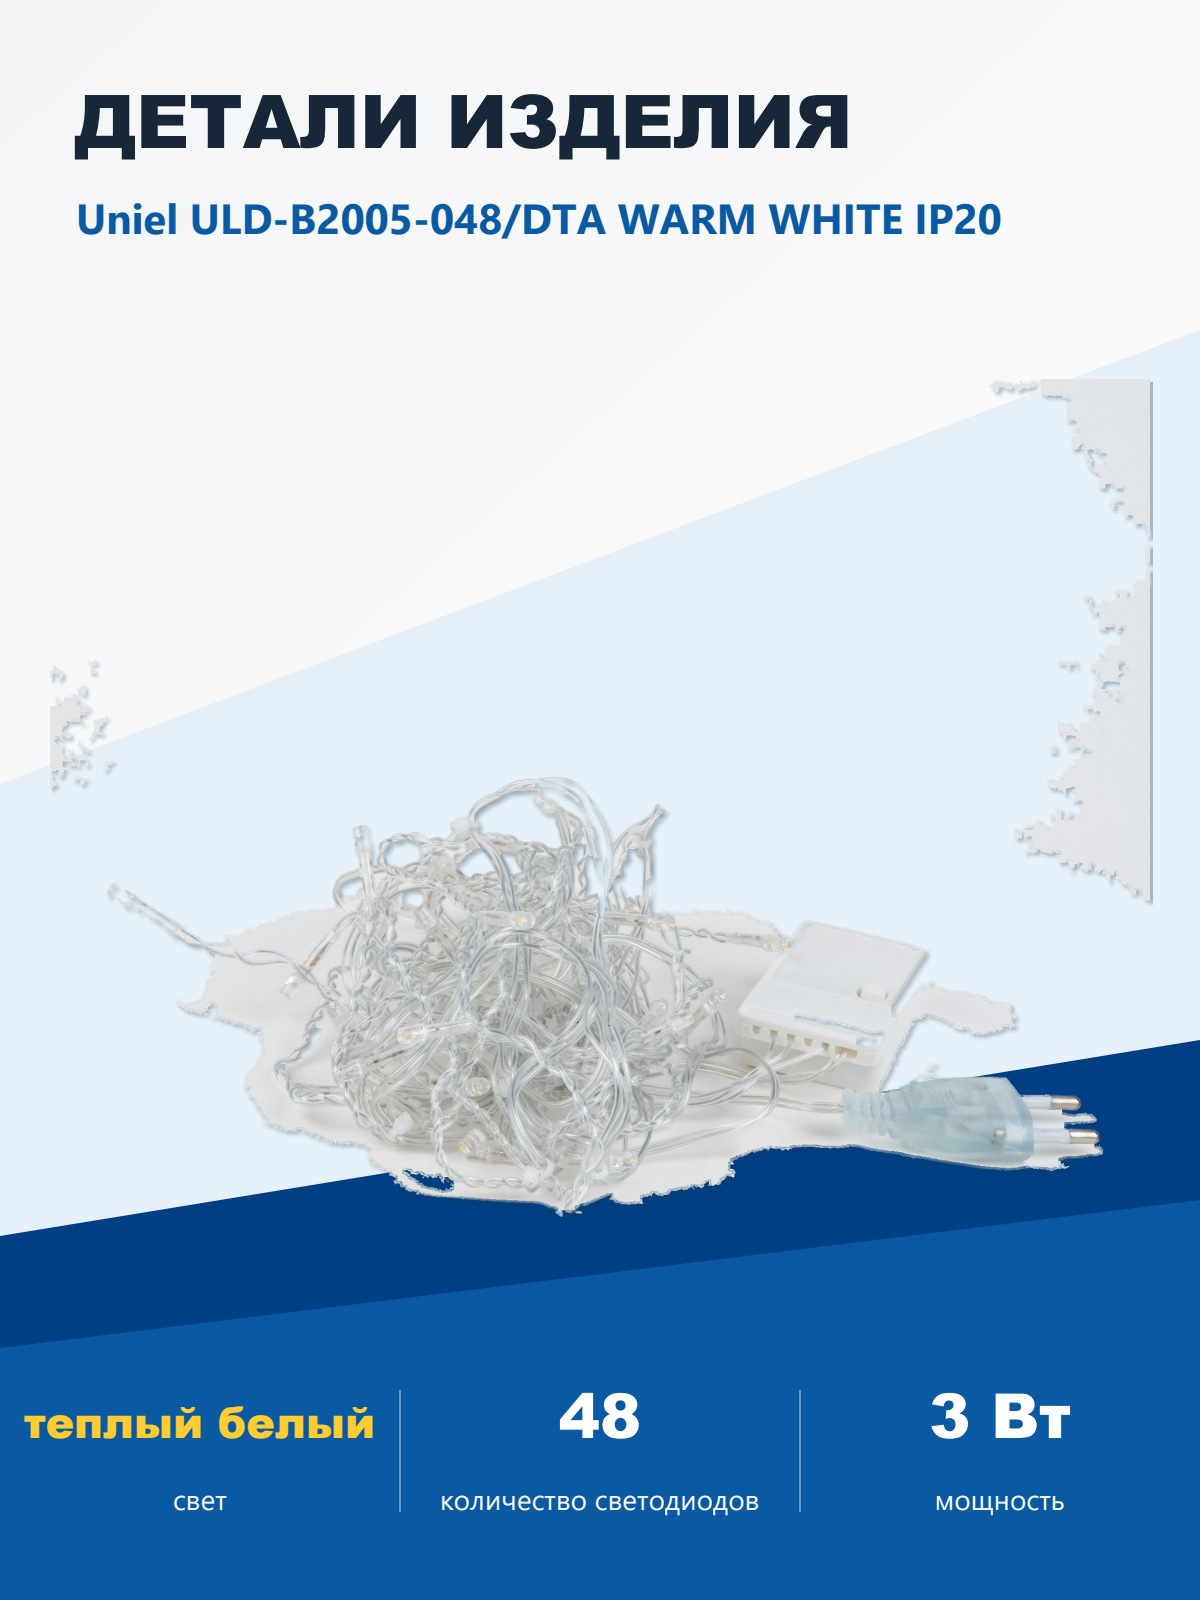 ДЕТАЛИ ИЗДЕЛИЯ
Uniel ULD-B2005-048/DTA WARM WHITE IP20
теплый белый
свет
48
количество светодиодов
3 Вт
мощность